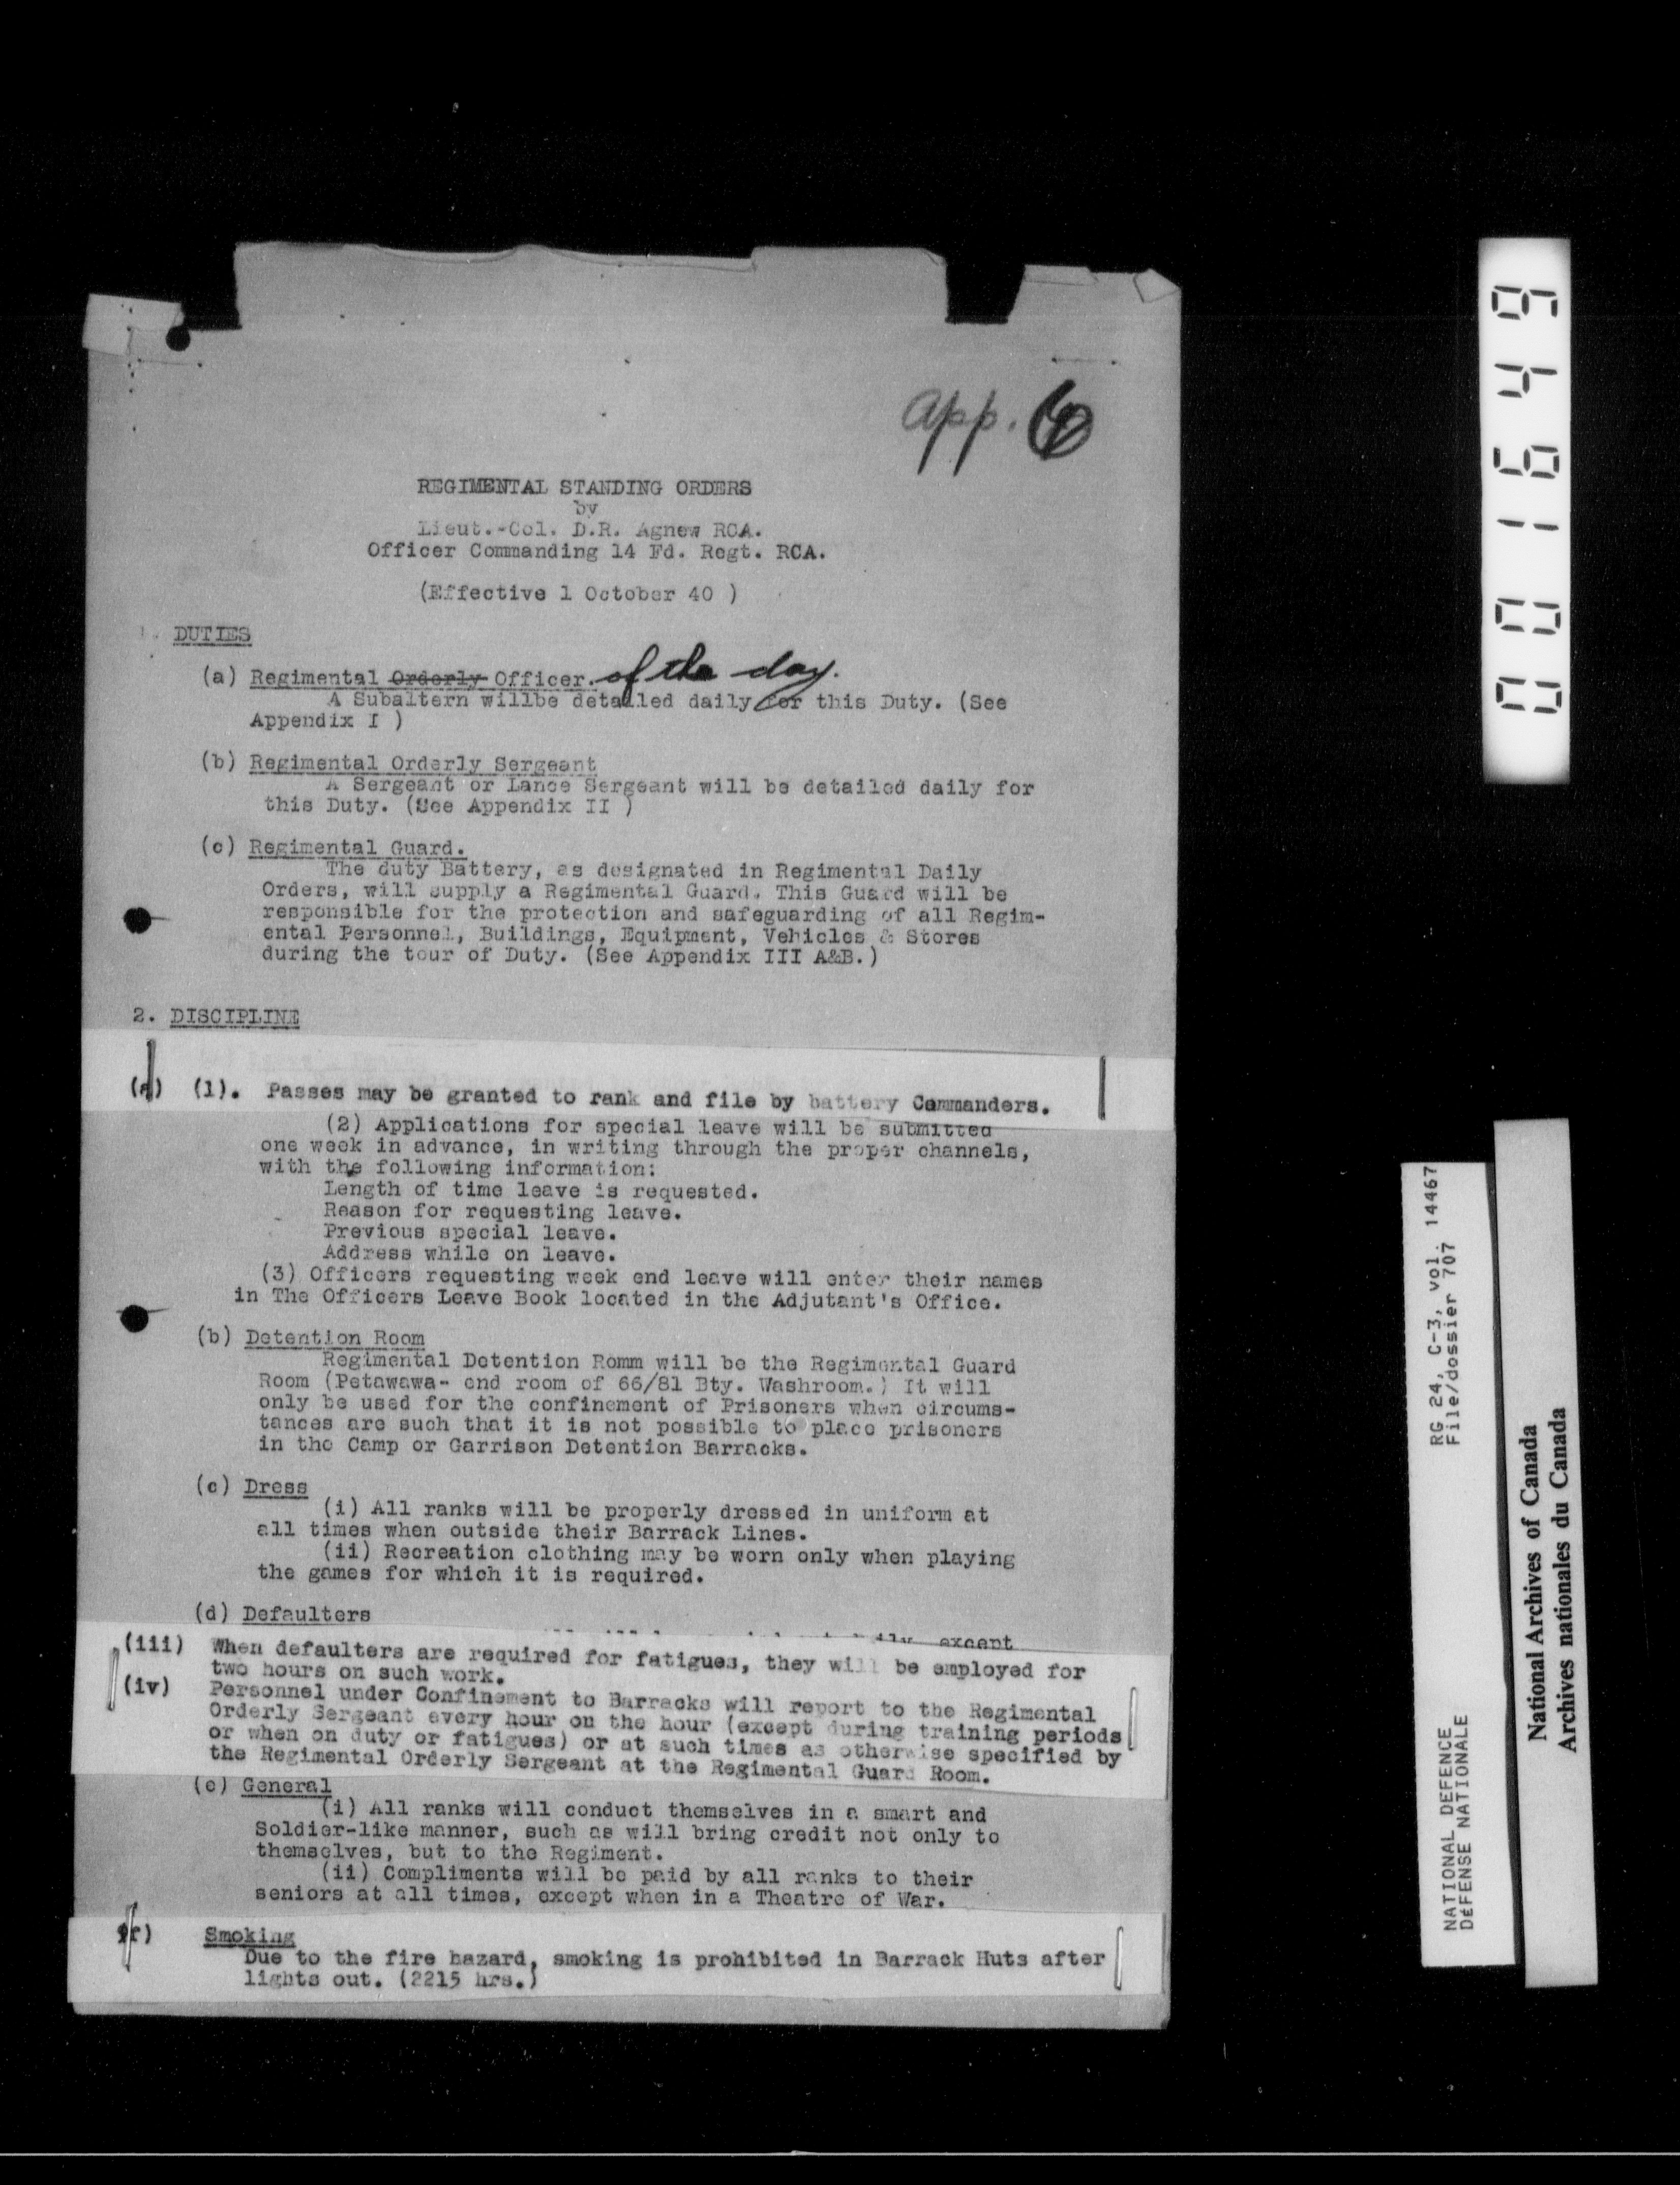 app. 6
REGIMENTAL STANDING ORDERS
by
Lieut.-Col. D.R. Agnew RCA.
Officer Commanding 14 Fd. Regt. RCA.
(Effective 1 October 40 )
1. DUTIES
(a) Regimental Orderly Officer. of the day.
A Subaltern willbe detailed daily for this Duty. (See
Appendix I )
(b) Regimental Orderly Sergeant
A Sergeant or Lance Sergeant will be detailed daily for
this Duty. (See Appendix II )
(c) Regimental Guard.
The duty Battery, as designated in Regimental Daily
Orders, will supply a Regimental Guard. This Guard will be
responsible for the protection and safeguarding of all Regim-
ental Personnel, Buildings, Equipment, Vehicles & Stores
during the tour of Duty. (See Appendix III A&B.)
2. DISCIPLINE
(a) (1). Passes may be granted to rank and file by battery Commanders.
(2) Applications for special leave will be submitted
one week in advance, in writing through the proper channels,
with the following information:
Length of time leave is requested.
Reason for requesting leave.
Previous special leave.
Address while on leave.
(3) Officers requesting week end leave will enter their names
in The Officers Leave Book located in the Adjutant's Office.
(b) Detention Room
Regimental Detention Romm will be the Regimental Guard
Room (Petawawa- end room of 66/81 Bty. Washroom.) It will
only be used for the confinement of Prisoners when circums-
tances are such that it is not possible to place prisoners
in the Camp or Garrison Detention Barracks.
(c) Dress
(i) All ranks will be properly dressed in uniform at
all times when outside their Barrack Lines.
(ii) Recreation clothing may be worn only when playing
the games for which it is required.
(d) Defaulters
except
(iii) When defaulters are required for fatigues, they will be employed for
two hours on such work.
(iv) Personnel under Confinement to Barracks will report to the Regimental
Orderly Sergeant every hour on the hour (except during training periods
or when on duty or fatigues) or at such times as otherwise specified by
the Regimental Orderly Sergeant at the Regimental Guard Room.
(e) General
(i) All ranks will conduct themselves in a smart and
Soldier-like manner, such as will bring credit not only to
themselves, but to the Regiment.
(ii) Compliments will be paid by all ranks to their
seniors at all times, except when in a Theatre of War.
(f) Smoking
Due to the fire hazard, smoking is prohibited in Barrack Huts after
lights out. (2215 hrs.)
001649
RG 24, C-3, vol. 14467
File/dossier 707
NATIONAL DEFENCE
DÉFENSE NATIONALE
National Archives of Canada
Archives nationales du Canada